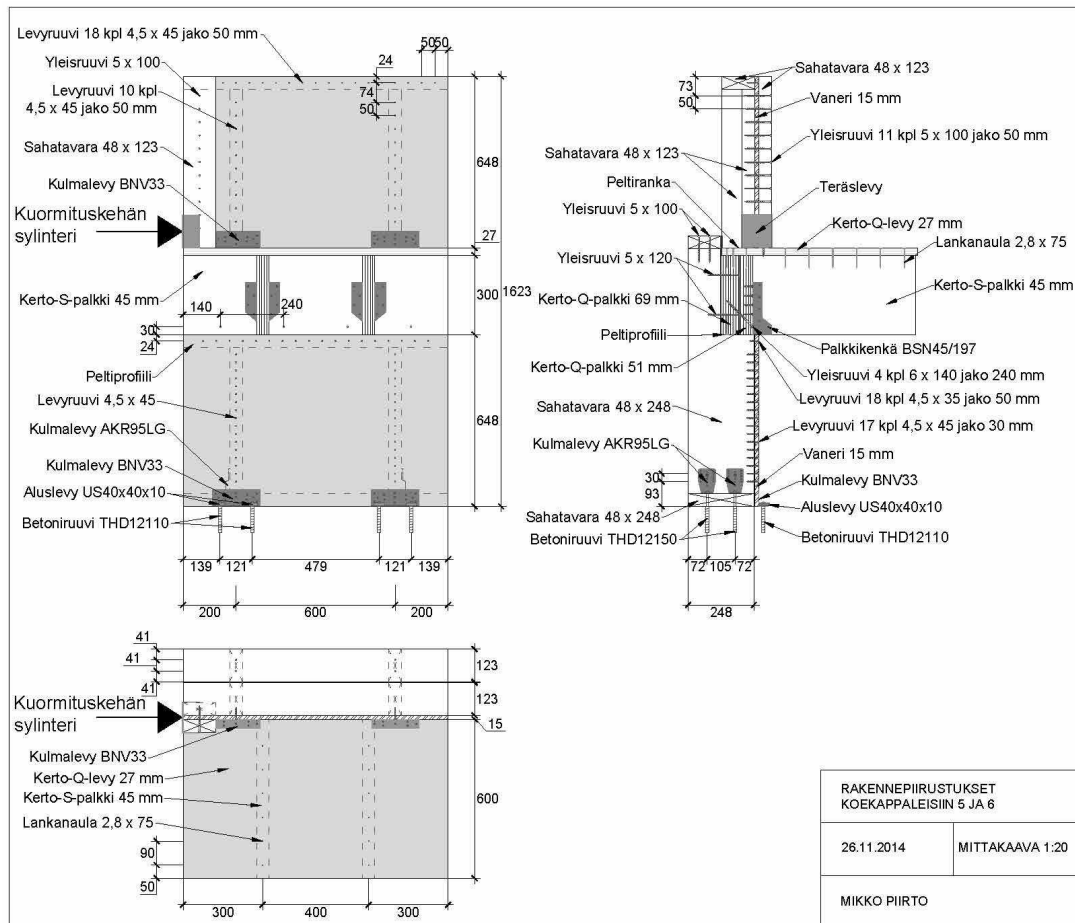 Levyruuvi 18 kpl 4,5 x 45 jako 50 mm
Yleisruuvi 5 x 100
Levyruuvi 10 kpl
4,5 x 45 jako 50 mm
Sahatavara 48 x 123
Kulmalevy BNV33
Kuormituskehän
sylinteri
Kerto-S-palkki 45 mm
Peltiprofiili
Levyruuvi 4,5 x 45
Kulmalevy AKR95LG
Kulmalevy BNV33
Aluslevy US40x40x10
Betoniruuvi THD12110
50 50
24
74
50
648
27
300
1623
648
140
240
30
24
139
121
479
121
139
200
600
200
73
50
Sahatavara 48 x 123
Peltiranka
Yleisruuvi 5 x 100
Yleisruuvi 5 x 120
Kerto-Q-palkki 69 mm
Peltiprofiili
Kerto-Q-palkki 51 mm
Sahatavara 48 x 248
Kulmalevy AKR95LG
30
93
Sahatavara 48 x 248
Betoniruuvi THD12150
72
105
72
248
Sahatavara 48 x 123
Vaneri 15 mm
Yleisruuvi 11 kpl 5 x 100 jako 50 mm
Teräslevy
Kerto-Q-levy 27 mm
Lankanaula 2,8 x 75
Kerto-S-palkki 45 mm
Palkkikenkä BSN45/197
Yleisruuvi 4 kpl 6 x 140 jako 240 mm
Levyruuvi 18 kpl 4,5 x 35 jako 50 mm
Levyruuvi 17 kpl 4,5 x 45 jako 30 mm
Vaneri 15 mm
Kulmalevy BNV33
Aluslevy US40x40x10
Betoniruuvi THD12110
41
41
41
Kuormituskehän
sylinteri
Kulmalevy BNV33
Kerto-Q-levy 27 mm
Kerto-S-palkki 45 mm
Lankanaula 2,8 x 75
90
50
300
400
300
123
123
15
600
RAKENNEPIIRUSTUKSET
KOEKAPPALEISIIN 5 JA 6
26.11.2014
MITTAKAAVA 1:20
MIKKO PIIRTO